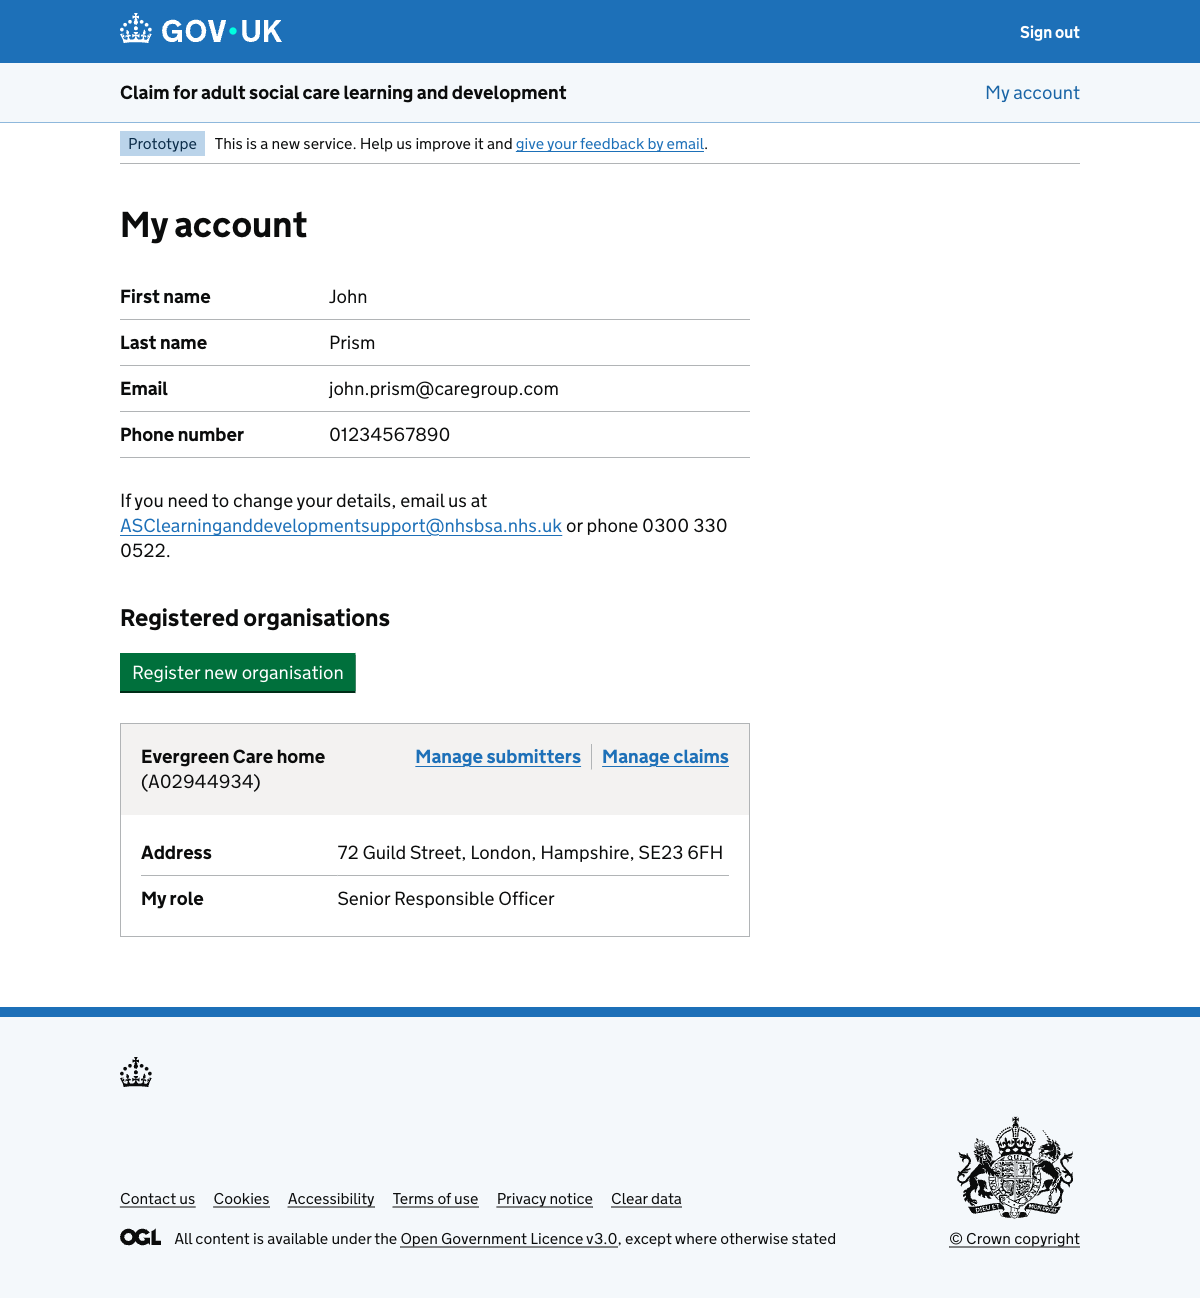 GOV·UK
Sign out
Claim for adult social care learning and development
My account
Prototype This is a new service. Help us improve it and give your feedback by email.
My account
First name John
Last name Prism
Email john.prism@caregroup.com
Phone number 01234567890
If you need to change your details, email us at
ASClearninganddevelopmentsupport@nhsbsa.nhs.uk or phone 0300 330
0522.
Registered organisations
Register new organisation
Evergreen Care home Manage submitters Manage claims
(A02944934)
Address 72 Guild Street, London, Hampshire, SE23 6FH
My role Senior Responsible Officer
Contact us Cookies Accessibility Terms of use Privacy notice Clear data
OGL All content is available under the Open Government Licence v3.0, except where otherwise stated
© Crown copyright